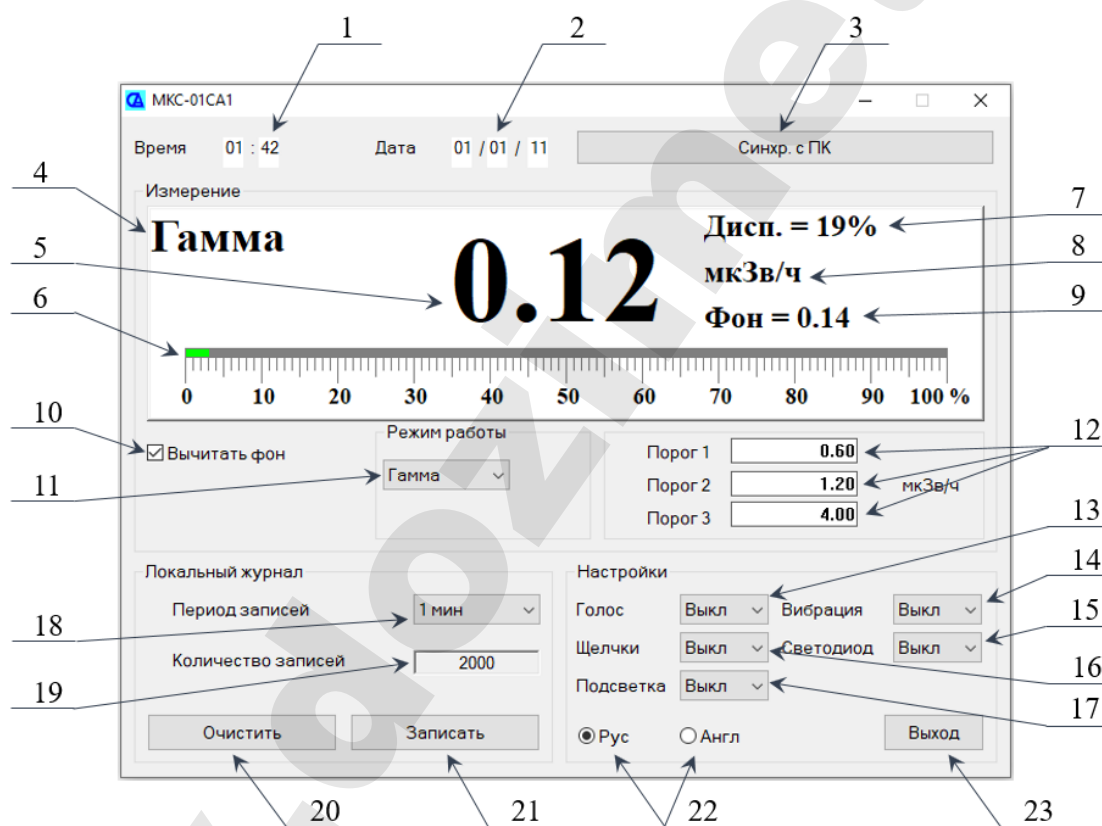 1 2 3
МКС-01СА1
Время 01 : 42 Дата 01 / 01 / 11 Синхр. с ПК
4
Измерение
7
Гамма 0.12 Дисп. = 19%
5
8
мкЗв/ч
6
9
Фон = 0.14
0 10 20 30 40 50 60 70 80 90 100 %
10
12
Режим работы
Вычитать фон
Порог 1 0.60
Гамма
11
Порог 2 1.20 мкЗв/ч
Порог 3 4.00
13
14
Локальный журнал Настройки
Период записей 1 мин Голос Выкл Вибрация Выкл
15
18
Щелчки Выкл Светодиод Выкл
Количество записей 2000
16
19
Подсветка Выкл
17
Очистить Записать Рус Англ Выход
20 21 22 23
dozime